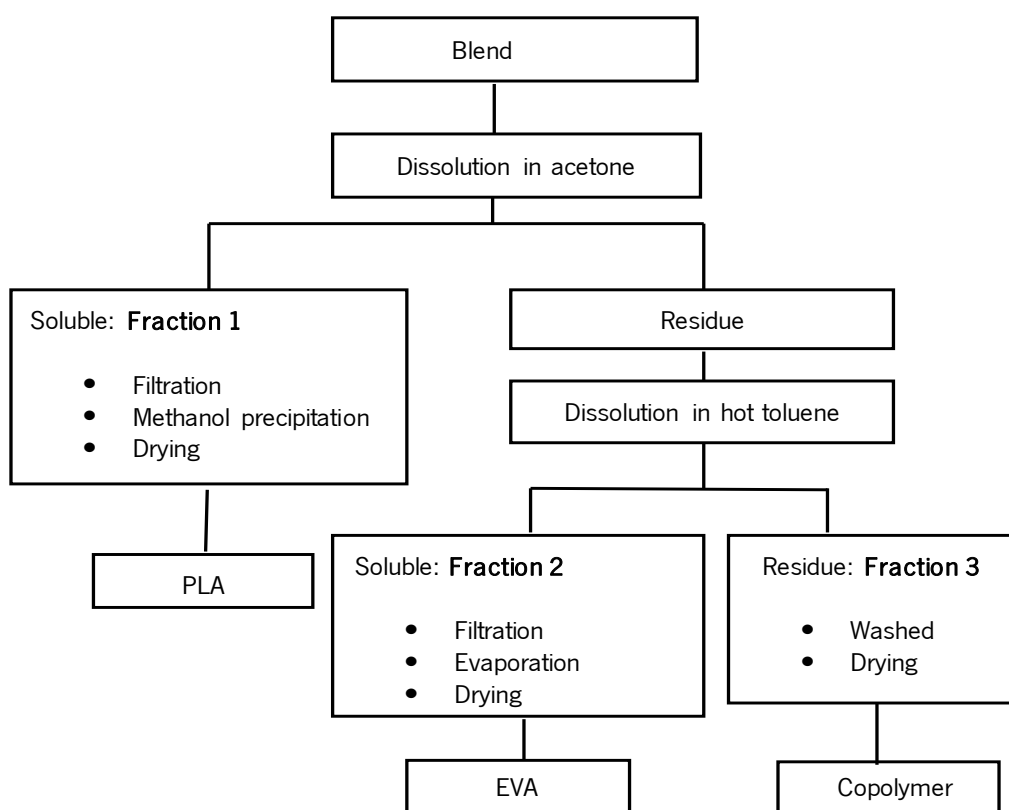 Blend
Dissolution in acetone
Soluble: Fraction 1
• Filtration
• Methanol precipitation
• Drying
PLA
Residue
Dissolution in hot toluene
Soluble: Fraction 2
• Filtration
• Evaporation
• Drying
EVA
Residue: Fraction 3
• Washed
• Drying
Copolymer